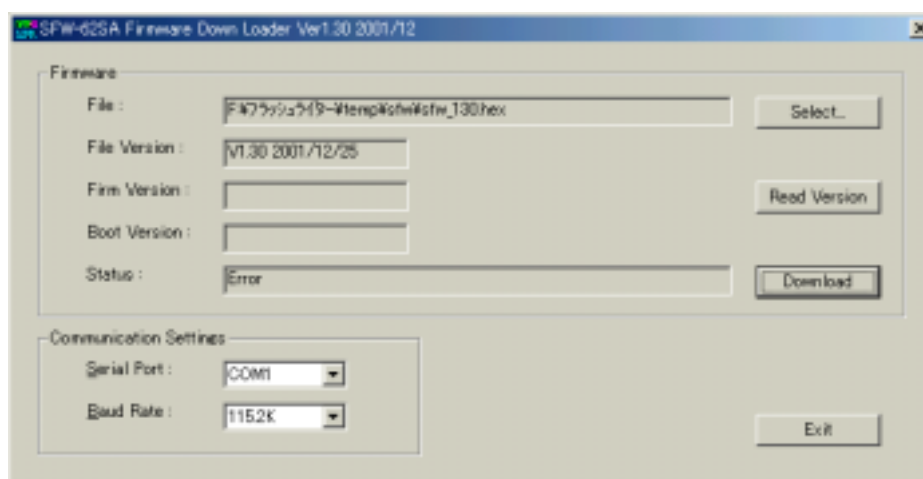 SFW-62SA Firmware Down Loader Ver1.30 2001/12
Firmware
File : F:¥フラッシュライター¥temp¥sfw¥sfw_130.hex Select...
File Version : V1.30 2001/12/25
Firm Version : Read Version
Boot Version :
Status : Error Download
Communication Settings
Serial Port : COM1
Baud Rate : 115.2K
Exit